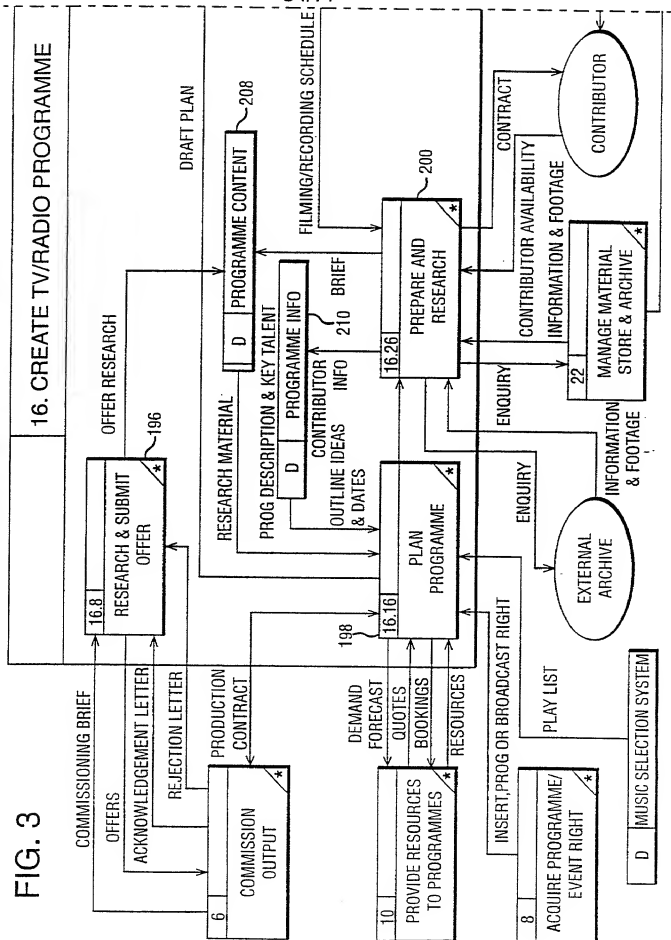 FIG. 3
16. CREATE TV/RADIO PROGRAMME
COMMISSIONING BRIEF
OFFERS
ACKNOWLEDGEMENT LETTER
REJECTION LETTER
16.8
RESEARCH & SUBMIT
OFFER
*
196
OFFER RESEARCH
6
COMMISSION
OUTPUT
*
PRODUCTION
CONTRACT
DRAFT PLAN
D
PROGRAMME CONTENT
208
RESEARCH MATERIAL
PROG DESCRIPTION & KEY TALENT
D
PROGRAMME INFO
210
BRIEF
CONTRIBUTOR
INFO
OUTLINE IDEAS
& DATES
FILMING/RECORDING SCHEDULE
10
PROVIDE RESOURCES
TO PROGRAMMES
*
DEMAND
FORECAST
QUOTES
BOOKINGS
RESOURCES
198
16.16
PLAN
PROGRAMME
*
16.26
PREPARE AND
RESEARCH
*
200
CONTRACT
CONTRIBUTOR AVAILABILITY
INFORMATION & FOOTAGE
ENQUIRY
ENQUIRY
INFORMATION
& FOOTAGE
8
ACQUIRE PROGRAMME/
EVENT RIGHT
*
INSERT,PROG OR BROADCAST RIGHT
PLAY LIST
D
MUSIC SELECTION SYSTEM
EXTERNAL
ARCHIVE
22
MANAGE MATERIAL
STORE & ARCHIVE
*
CONTRIBUTOR